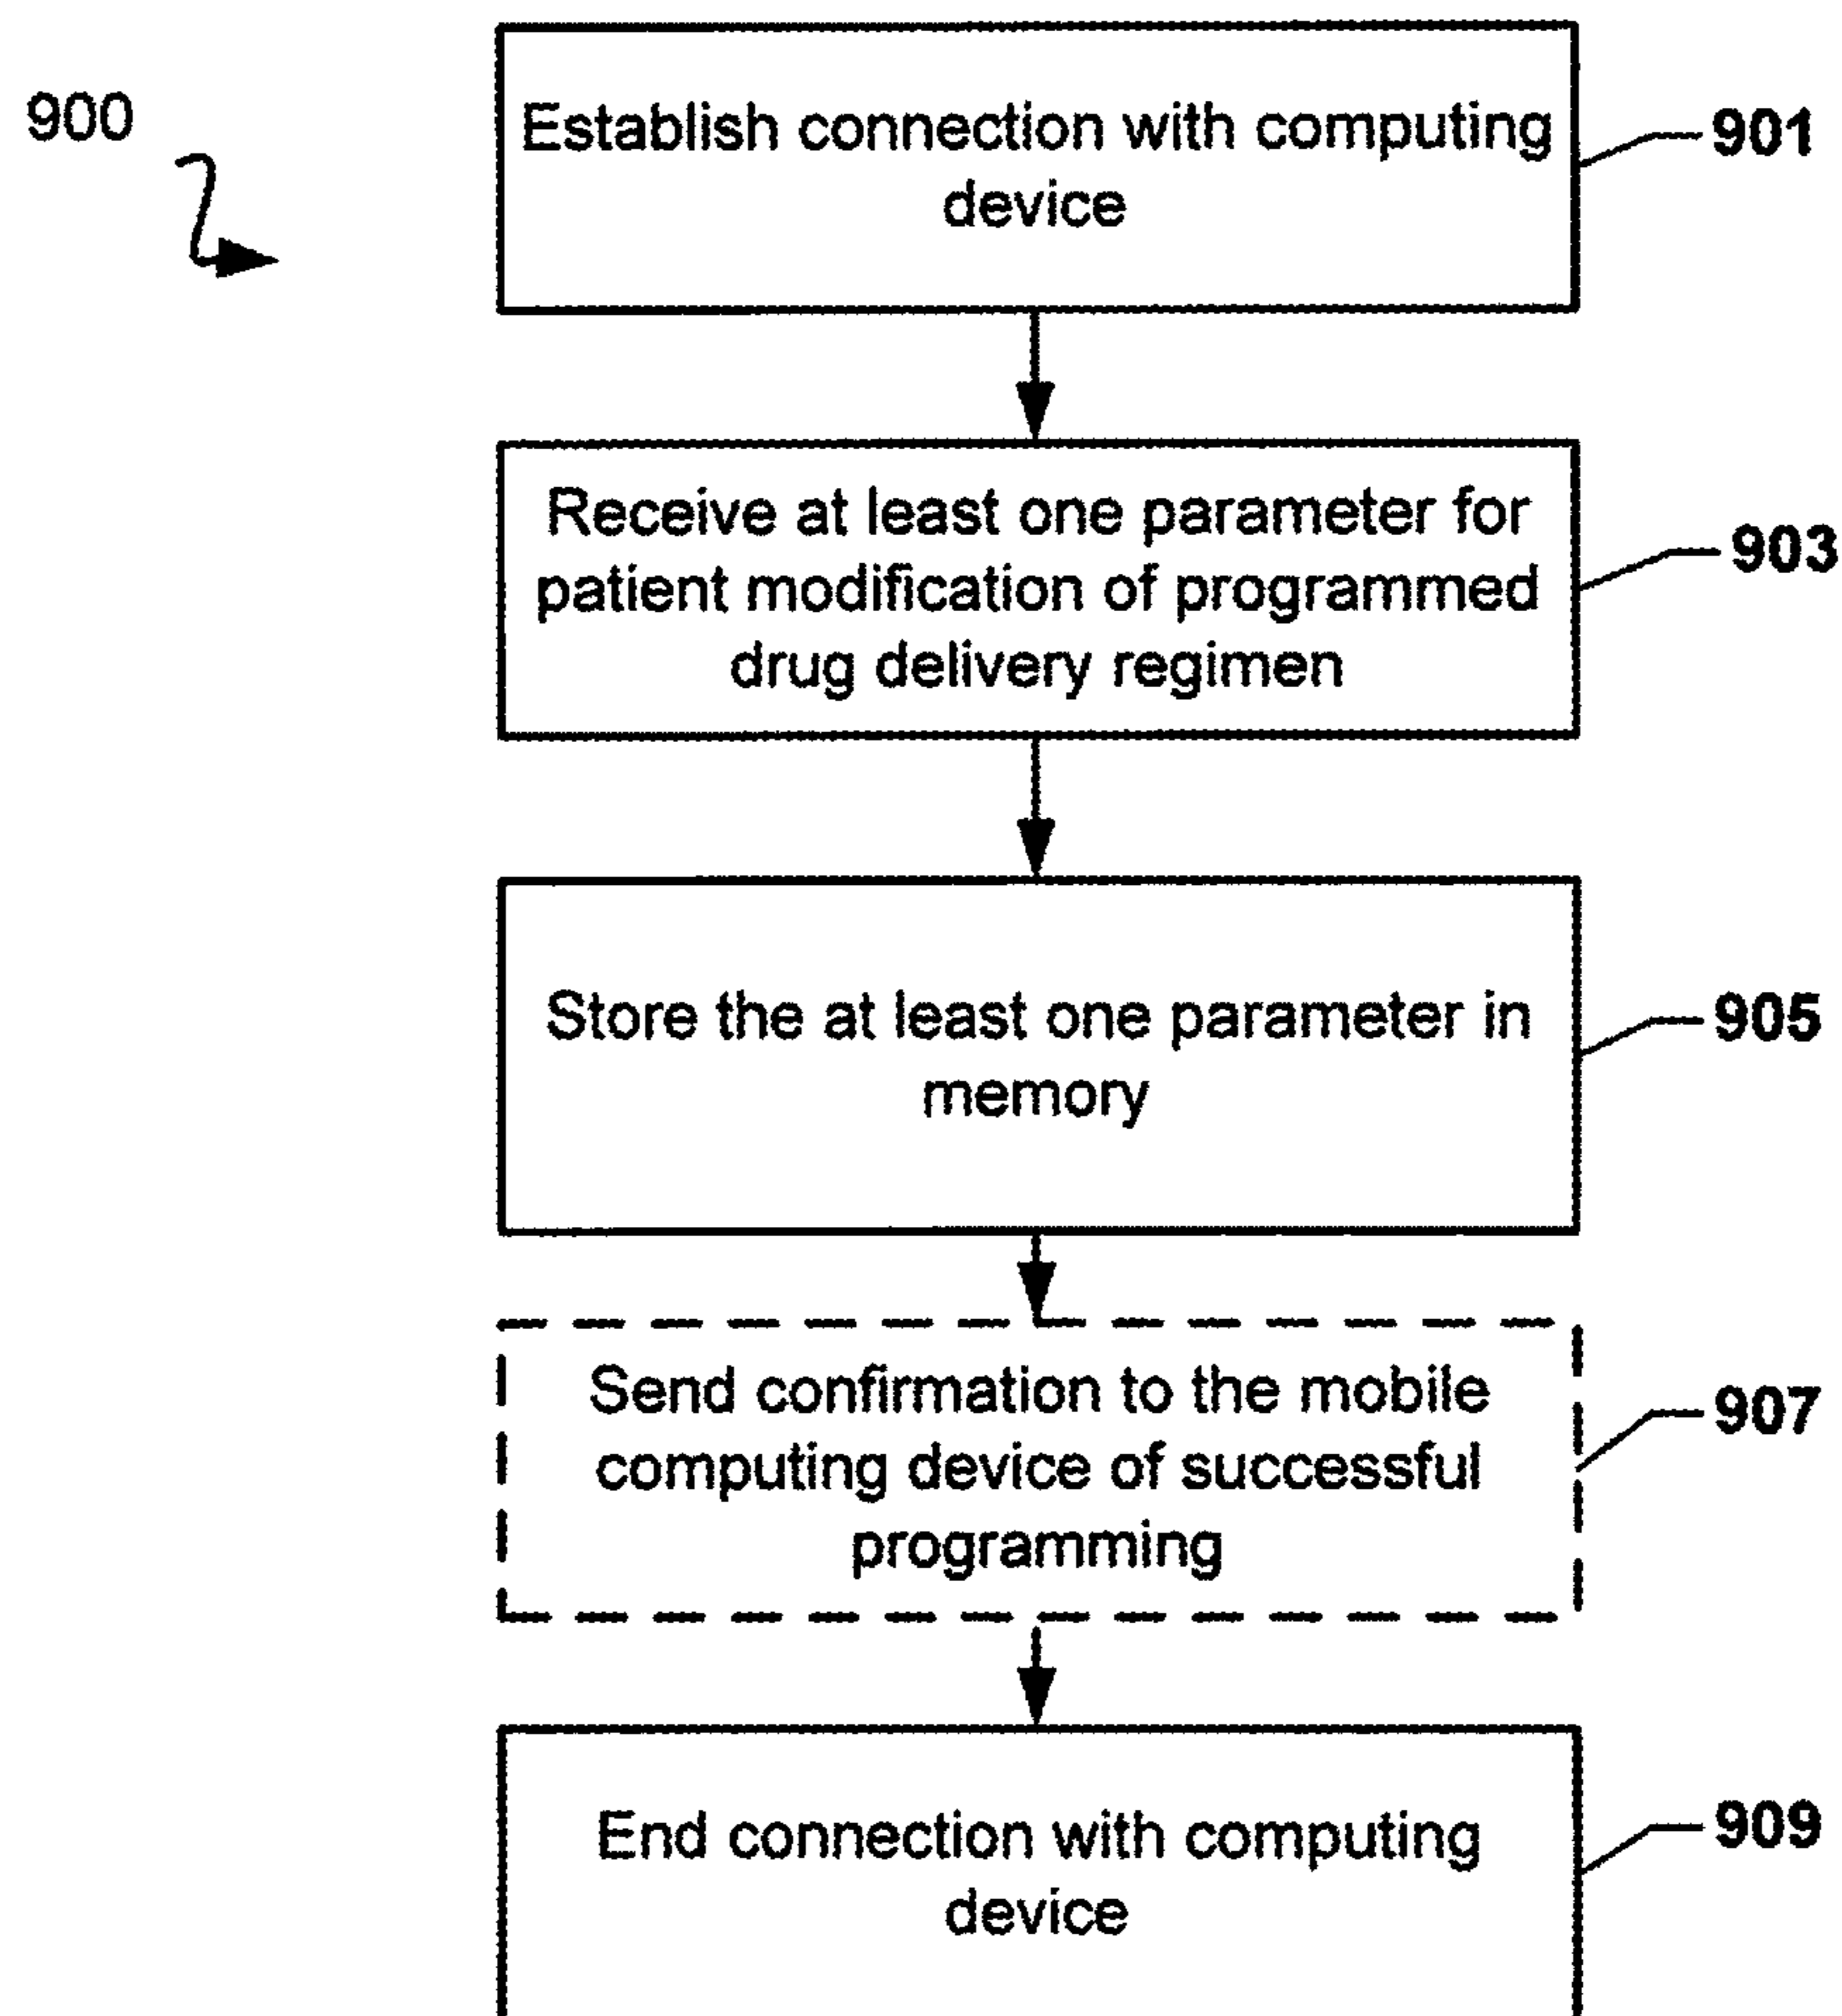 900
Establish connection with computing
device
901
Receive at least one parameter for
patient modification of programmed
drug delivery regimen
903
Store the at least one parameter in
memory
905
Send confirmation to the mobile
computing device of successful
programming
907
End connection with computing
device
909